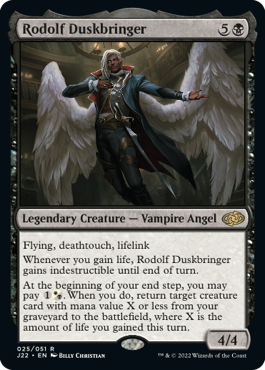 Rodolf Duskbringer 5
Legendary Creature — Vampire Angel
Flying, deathtouch, lifelink
Whenever you gain life, Rodolf Duskbringer
gains indestructible until end of turn.
At the beginning of your end step, you may
pay 1 . When you do, return target creature
card with mana value X or less from your
graveyard to the battlefield, where X is the
amount of life you gained this turn.
4/4
025/051 R
J22 • EN BILLY CHRISTIAN
™ & © 2022 Wizards of the Coast